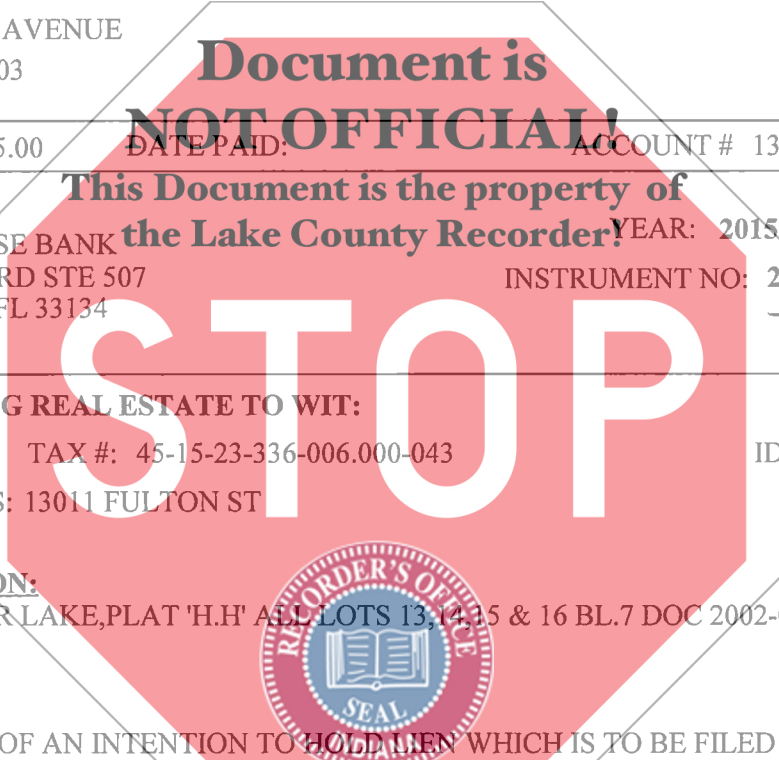 AVENUE
03
Document is
NOT OFFICIAL!
5.00 DATE PAID: ACCOUNT # 13
This Document is the property of
the Lake County Recorder!
SE BANK YEAR: 2015
RD STE 507 INSTRUMENT NO: 2
FL 33134
STOP
G REAL ESTATE TO WIT:
TAX #: 45-15-23-336-006.000-043 ID
S: 13011 FULTON ST
ON:
R LAKE,PLAT 'H.H' ALL LOTS 13,14,15 & 16 BL.7 DOC 2002-
RECORDER'S OFFICE
SEAL
OF AN INTENTION TO HOLD LIEN WHICH IS TO BE FILED